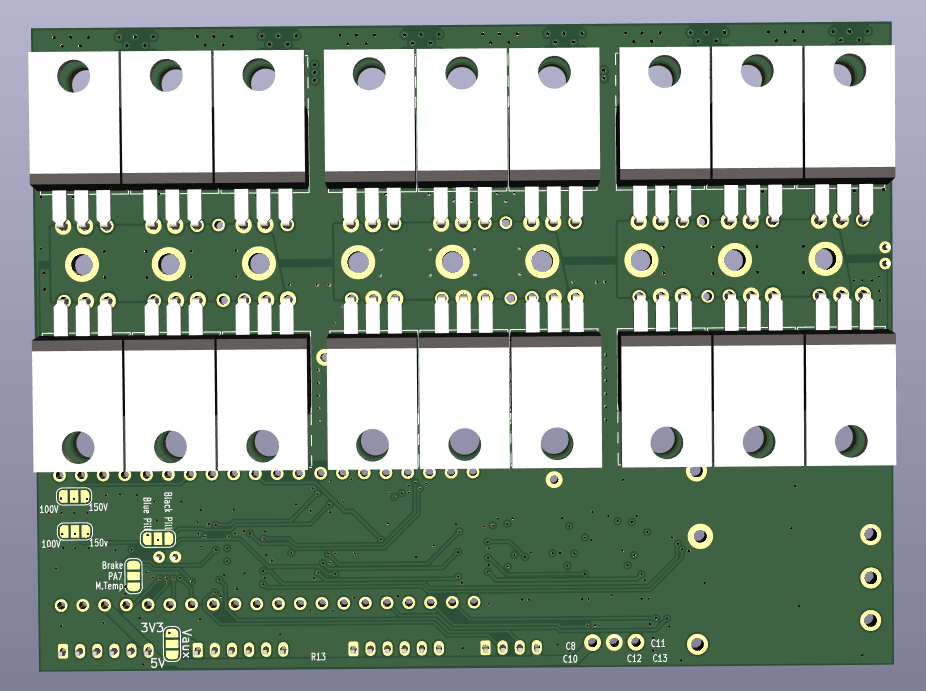 100V 150V
Blue Pill
Black Pill
100V 150v
Brake
PA7
M.Temp
3V3
Vaux
5V
R13
C8 C11
C10 C12 C13